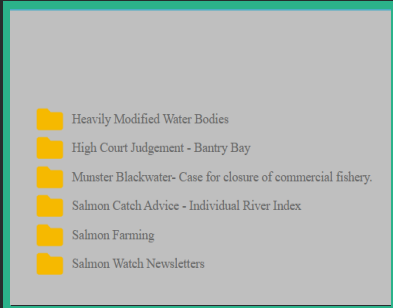 Heavily Modified Water Bodies
High Court Judgement - Bantry Bay
Munster Blackwater- Case for closure of commercial fishery.
Salmon Catch Advice - Individual River Index
Salmon Farming
Salmon Watch Newsletters